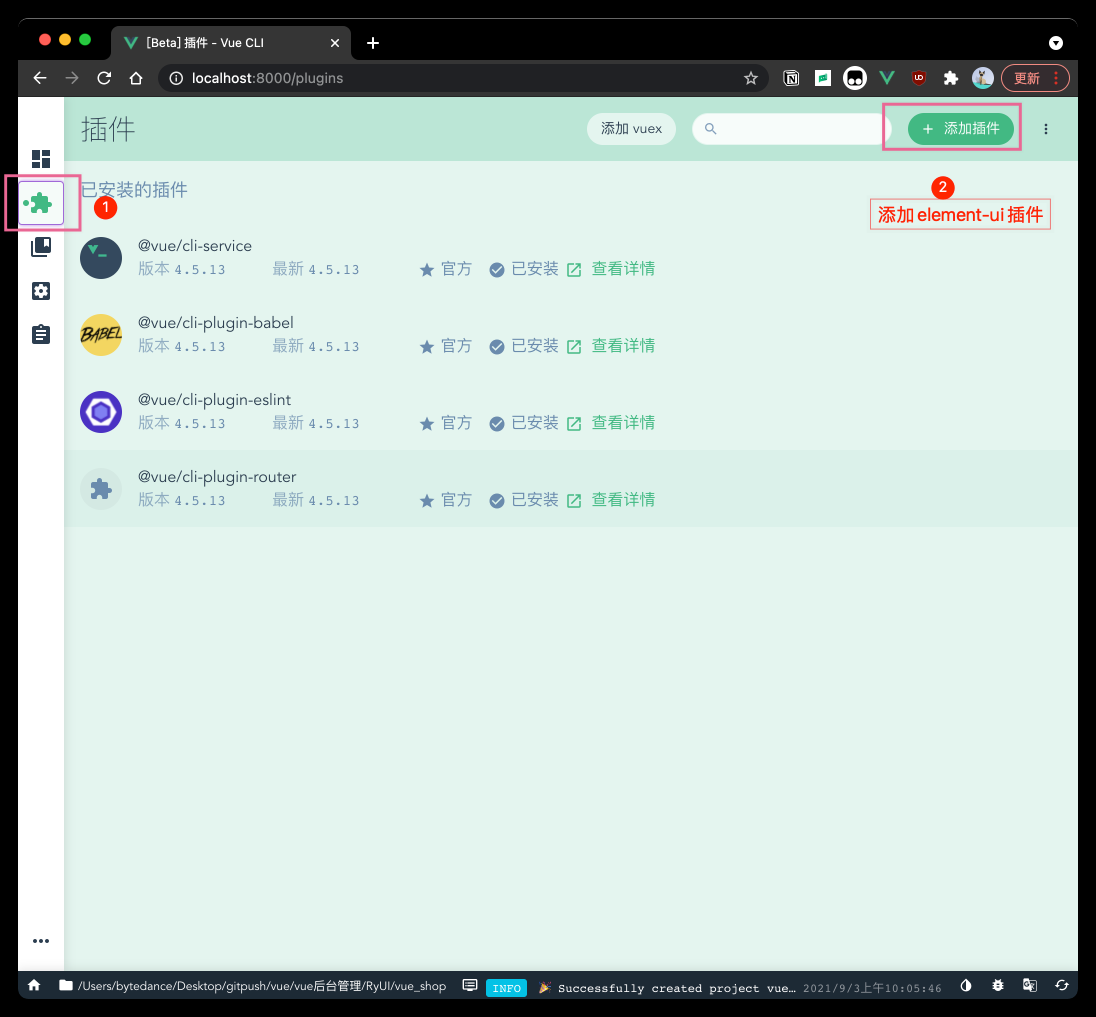 [Beta] 插件 - Vue CLI
localhost:8000/plugins
更新
插件
添加 vuex
添加插件
已安装的插件
1
2
添加element-ui 插件
@vue/cli-service
版本 4.5.13 最新 4.5.13 官方 已安装 查看详情
BABEL
@vue/cli-plugin-babel
版本 4.5.13 最新 4.5.13 官方 已安装 查看详情
@vue/cli-plugin-eslint
版本 4.5.13 最新 4.5.13 官方 已安装 查看详情
@vue/cli-plugin-router
版本 4.5.13 最新 4.5.13 官方 已安装 查看详情
/Users/bytedance/Desktop/gitpush/vue/vue后台管理/RyUI/vue_shop INFO 🎉 Successfully created project vue… 2021/9/3上午10:05:46